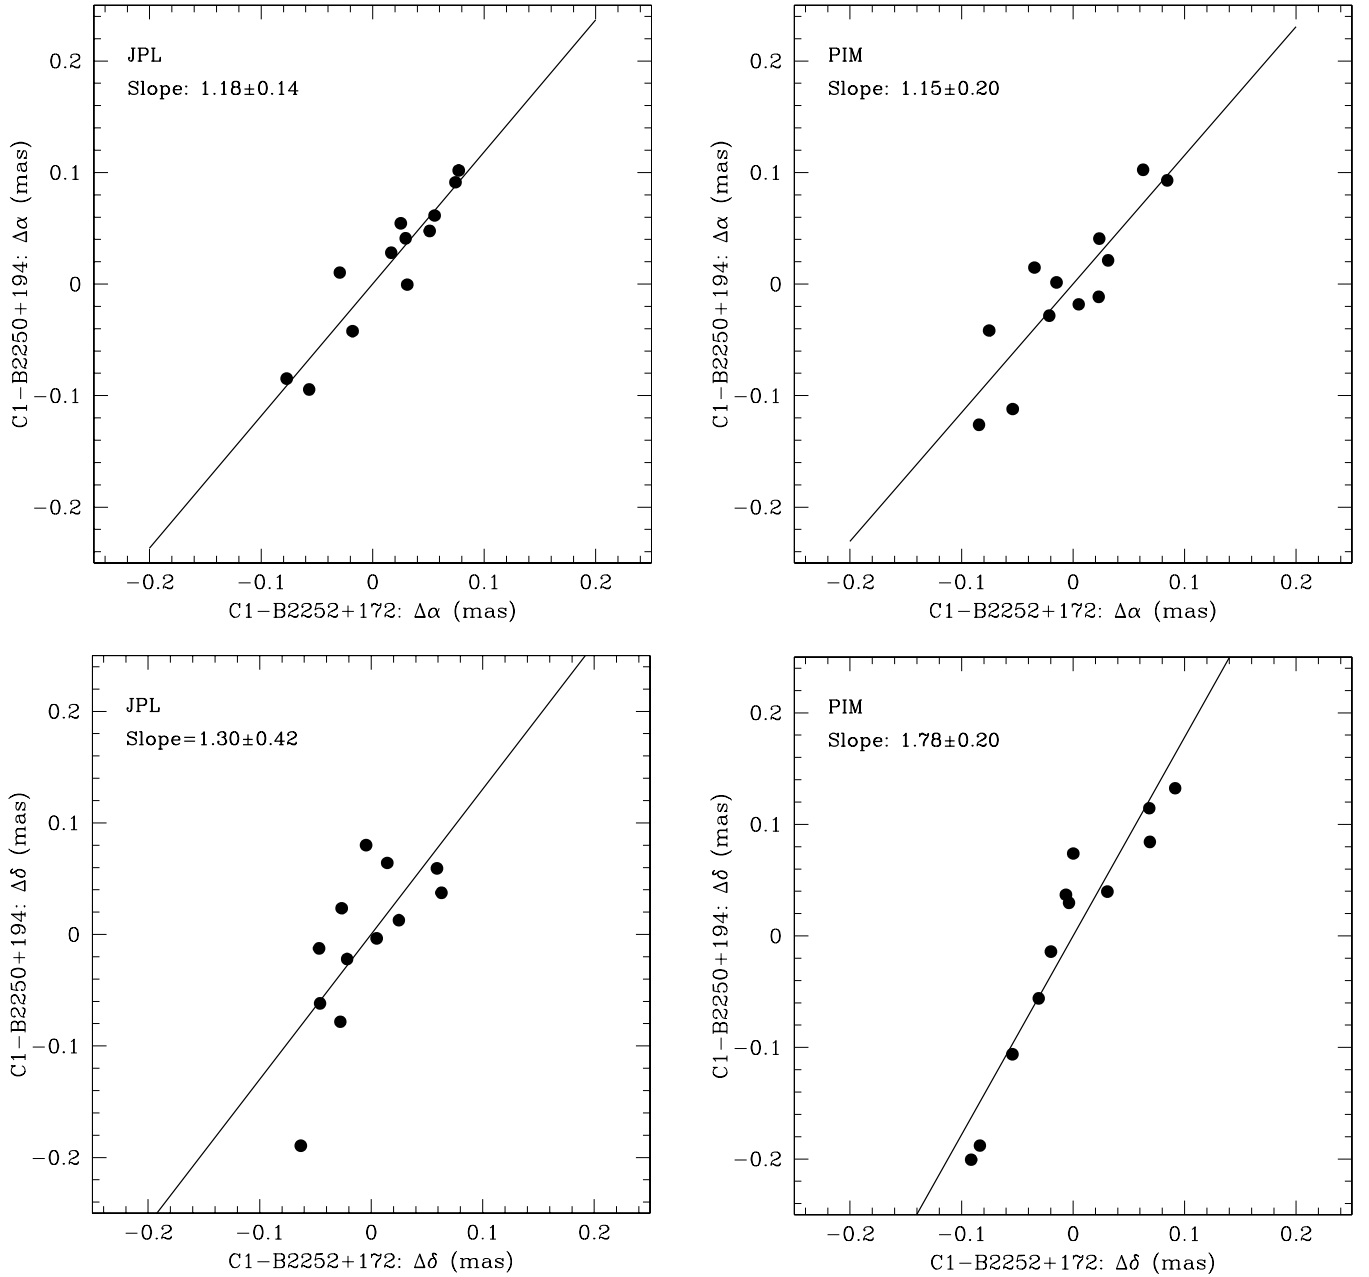 JPL
Slope: 1.18±0.14
0.2
0.1
0
−0.1
−0.2
−0.2
−0.1
0
0.1
0.2
C1−B2250+194: Δα (mas)
C1−B2252+172: Δα (mas)
PIM
Slope: 1.15±0.20
0.2
0.1
0
−0.1
−0.2
−0.2
−0.1
0
0.1
0.2
C1−B2250+194: Δα (mas)
C1−B2252+172: Δα (mas)
JPL
Slope=1.30±0.42
0.2
0.1
0
−0.1
−0.2
−0.2
−0.1
0
0.1
0.2
C1−B2250+194: Δδ (mas)
C1−B2252+172: Δδ (mas)
PIM
Slope: 1.78±0.20
0.2
0.1
0
−0.1
−0.2
−0.2
−0.1
0
0.1
0.2
C1−B2250+194: Δδ (mas)
C1−B2252+172: Δδ (mas)